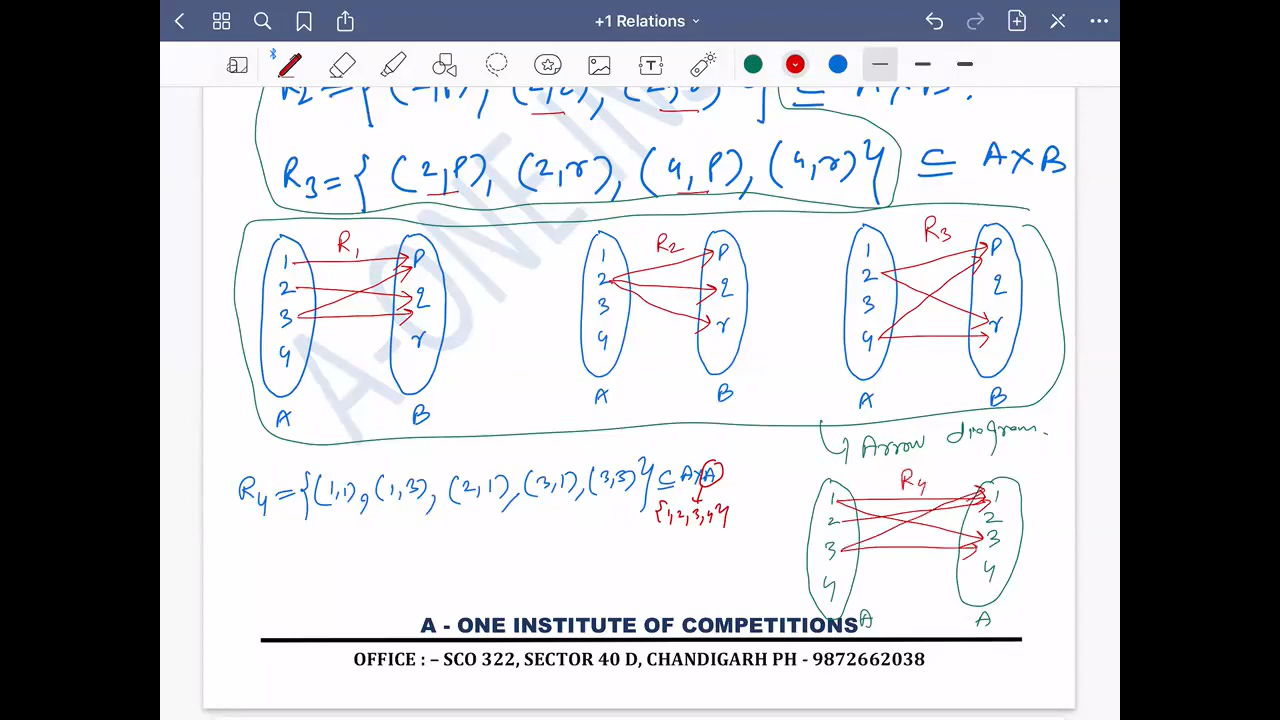 +1 Relations
R3 = { (2,p), (2,r), (4,p), (4,r) } ⊆ A×B
R1
1
2
3
4
A
p
q
r
B
R2
1
2
3
4
A
p
q
r
B
R3
1
2
3
4
A
p
q
r
B
Arrow diagram.
R4 = {(1,1), (1,3), (2,1), (3,1), (3,3)} ⊆ A×A
{1,2,3,4}
R4
1
2
3
4
A
1
2
3
4
A
A - ONE INSTITUTE OF COMPETITIONS
OFFICE : – SCO 322, SECTOR 40 D, CHANDIGARH PH - 9872662038